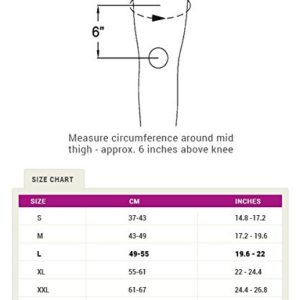 6"
Measure circumference around mid
thigh - approx. 6 inches above knee
SIZE CHART
SIZE CM INCHES
S 37-43 14.8 -17.2
M 43-49 17.2 - 19.6
L 49-55 19.6 - 22
XL 55-61 22 - 24.4
XXL 61-67 24.4 - 26.8